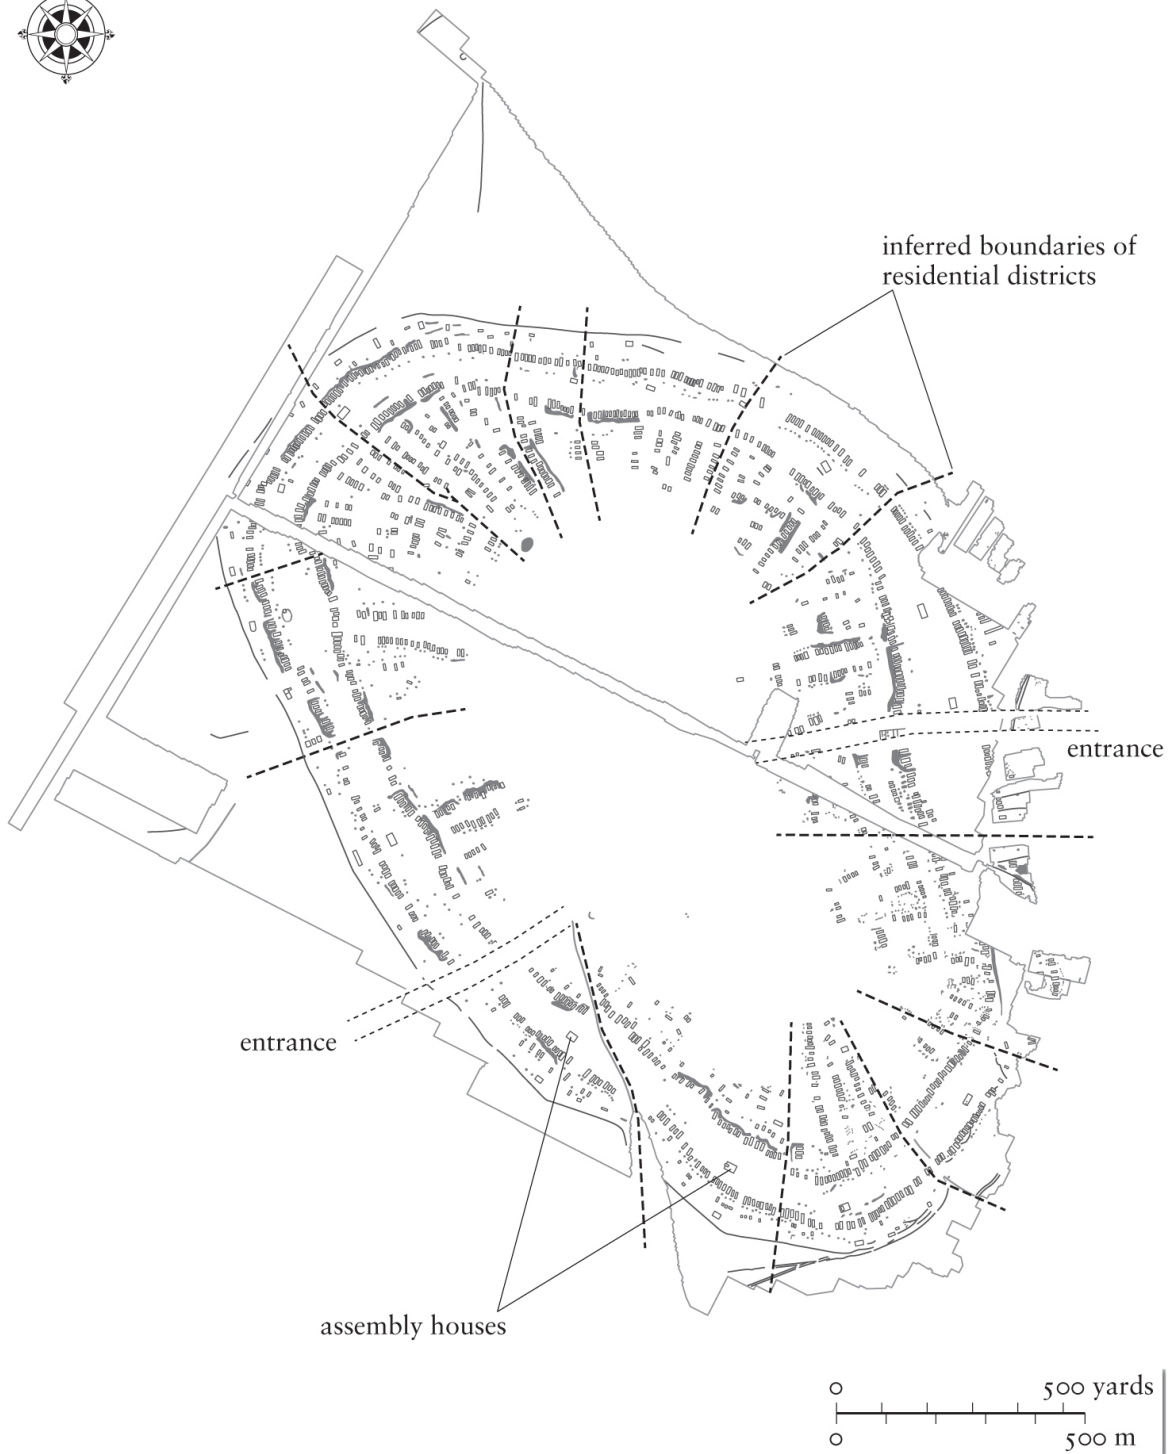 inferred boundaries of
residential districts
entrance
entrance
assembly houses
0 500 yards
0 500 m